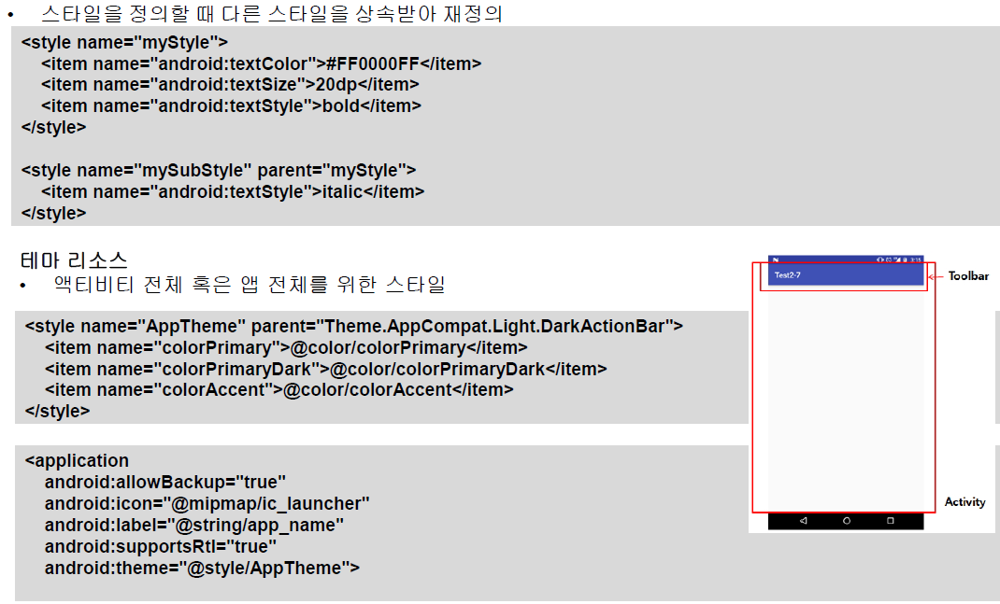 • 스타일을 정의할 때 다른 스타일을 상속받아 재정의
<style name="myStyle">
<item name="android:textColor">#FF0000FF</item>
<item name="android:textSize">20dp</item>
<item name="android:textStyle">bold</item>
</style>
<style name="mySubStyle" parent="myStyle">
<item name="android:textStyle">italic</item>
</style>
테마 리소스
• 액티비티 전체 혹은 앱 전체를 위한 스타일
<style name="AppTheme" parent="Theme.AppCompat.Light.DarkActionBar">
<item name="colorPrimary">@color/colorPrimary</item>
<item name="colorPrimaryDark">@color/colorPrimaryDark</item>
<item name="colorAccent">@color/colorAccent</item>
</style>
<application
android:allowBackup="true"
android:icon="@mipmap/ic_launcher"
android:label="@string/app_name"
android:supportsRtl="true"
android:theme="@style/AppTheme">
Test2-7
Toolbar
Activity